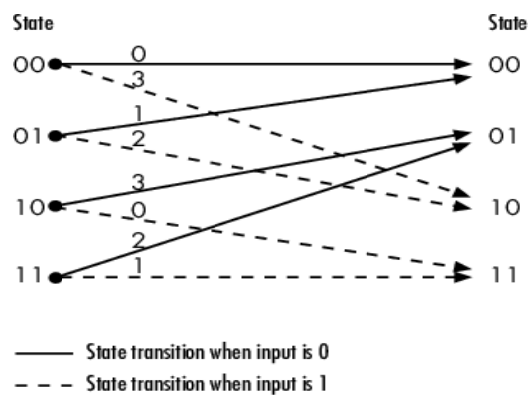 State State
00 0 00
3
01 1 01
2
10 3 10
0
11 2 11
1
State transition when input is 0
State transition when input is 1